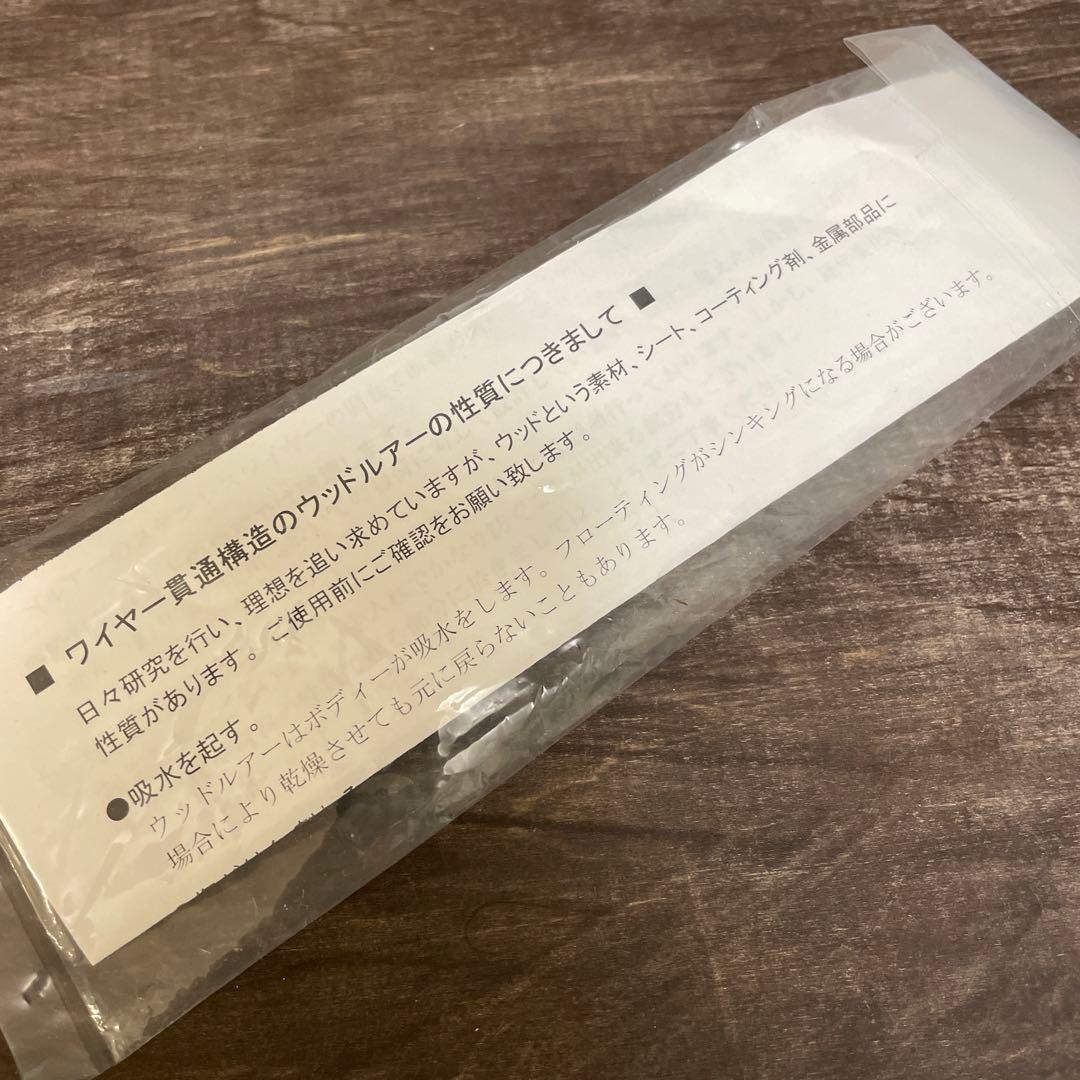 ■ ワイヤー貫通構造のウッドルアーの性質につきまして ■
日々研究を行い、理想を追い求めていますが、ウッドという素材、シート、コーティング剤、金属部品に
性質があります。ご使用前にご確認をお願い致します。
●吸水を起す。
ウッドルアーはボディーが吸水をします。フローティングがシンキングになる場合がございます。
場合により乾燥させても元に戻らないこともあります。